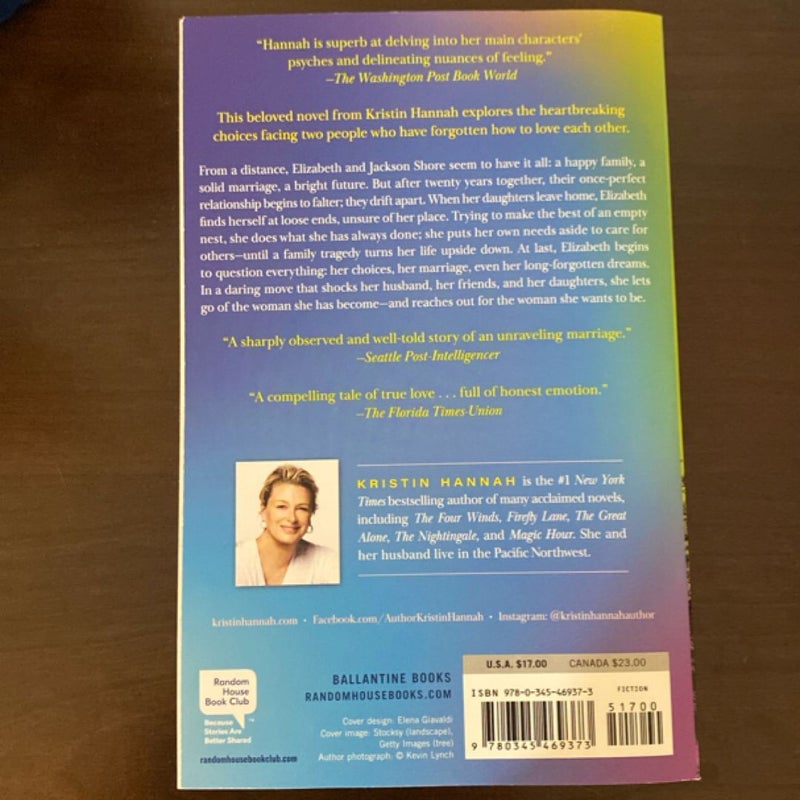 “Hannah is superb at delving into her main characters’
psyches and delineating nuances of feeling.”
—The Washington Post Book World
This beloved novel from Kristin Hannah explores the heartbreaking
choices facing two people who have forgotten how to love each other.
From a distance, Elizabeth and Jackson Shore seem to have it all: a happy family, a
solid marriage, a bright future. But after twenty years together, their once-perfect
relationship begins to falter; they drift apart. When her daughters leave home, Elizabeth
finds herself at loose ends, unsure of her place. Trying to make the best of an empty
nest, she does what she has always done; she puts her own needs aside to care for
others—until a family tragedy turns her life upside down. At last, Elizabeth begins
to question everything: her choices, her marriage, even her long-forgotten dreams.
In a daring move that shocks her husband, her friends, and her daughters, she lets
go of the woman she has become—and reaches out for the woman she wants to be.
“A sharply observed and well-told story of an unraveling marriage.”
—Seattle Post-Intelligencer
“A compelling tale of true love . . . full of honest emotion.”
—The Florida Times-Union
KRISTIN HANNAH is the #1 New York
Times bestselling author of many acclaimed novels,
including The Four Winds, Firefly Lane, The Great
Alone, The Nightingale, and Magic Hour. She and
her husband live in the Pacific Northwest.
kristinhannah.com • Facebook.com/AuthorKristinHannah • Instagram: @kristinhannahauthor
Random
House
Book Club
Because
Stories Are
Better Shared™
randomhousebookclub.com
BALLANTINE BOOKS
RANDOMHOUSEBOOKS.COM
Cover design: Elena Giavaldi
Cover image: Stocksy (landscape),
Getty Images (tree)
Author photograph: © Kevin Lynch
U.S.A. $17.00 CANADA $23.00
ISBN 978-0-345-46937-3
FICTION
51700
9 780345 469373